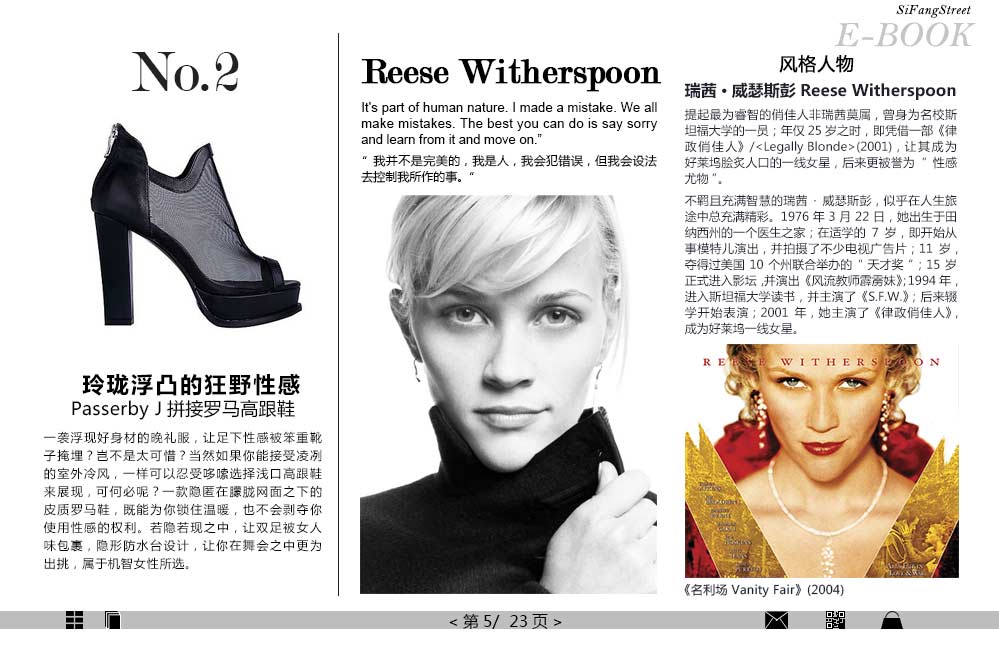 SiFangStreet
E-BOOK
No.2
玲珑浮凸的狂野性感
Passerby J 拼接罗马高跟鞋
一袭浮现好身材的晚礼服，让足下性感被笨重靴
子掩埋？岂不是太可惜？当然如果你能接受凌冽
的室外冷风，一样可以忍受哆嗦选择浅口高跟鞋
来展现，可何必呢？一款隐匿在朦胧网面之下的
皮质罗马鞋，既能为你锁住温暖，也不会剥夺你
使用性感的权利。若隐若现之中，让双足被女人
味包裹，隐形防水台设计，让你在舞会之中更为
出挑，属于机智女性所选。
Reese Witherspoon
It's part of human nature. I made a mistake. We all
make mistakes. The best you can do is say sorry
and learn from it and move on.”
“ 我并不是完美的，我是人，我会犯错误，但我会设法
去控制我所作的事。“
风格人物
瑞茜 · 威瑟斯彭 Reese Witherspoon
提起最为睿智的俏佳人非瑞茜莫属，曾身为名校斯
坦福大学的一员；年仅 25 岁之时，即凭借一部《律
政俏佳人》/<Legally Blonde>(2001)，让其成为
好莱坞脍炙人口的一线女星，后来更被誉为 “ 性感
尤物 ”。
不羁且充满智慧的瑞茜 · 威瑟斯彭，似乎在人生旅
途中总充满精彩。1976 年 3 月 22 日，她出生于田
纳西州的一个医生之家；在适学的 7 岁，即开始从
事模特儿演出，并拍摄了不少电视广告片；11 岁，
夺得过美国 10 个州联合举办的 “ 天才奖 “；15 岁
正式进入影坛 ,并演出《风流教师霹雳妹》；1994 年，
进入斯坦福大学读书，并主演了《S.F.W.》；后来辍
学开始表演；2001 年，她主演了《律政俏佳人》，
成为好莱坞一线女星。
REESE WITHERSPOON
《名利场 Vanity Fair》(2004)
< 第 5/ 23 页 >